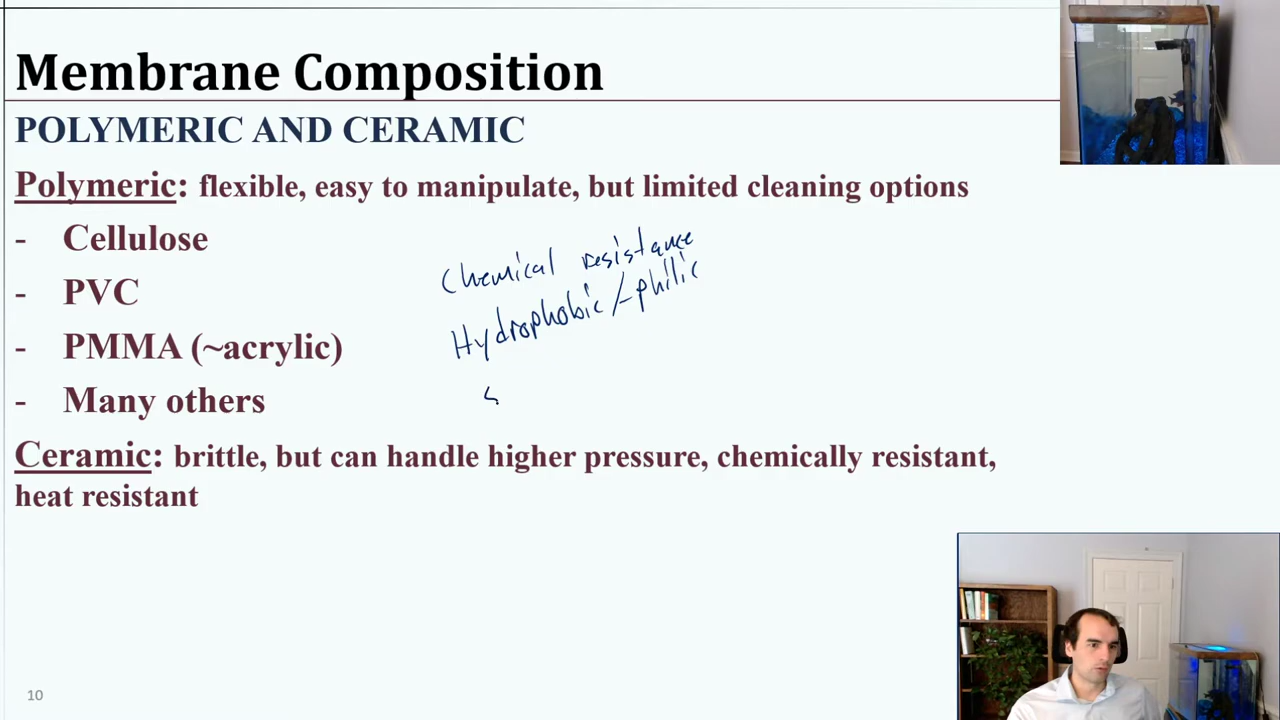 Membrane Composition
POLYMERIC AND CERAMIC
Polymeric: flexible, easy to manipulate, but limited cleaning options
- Cellulose
- PVC
- PMMA (~acrylic)
- Many others
Chemical resistance
Hydrophobic/-philic
Ceramic: brittle, but can handle higher pressure, chemically resistant,
heat resistant
10